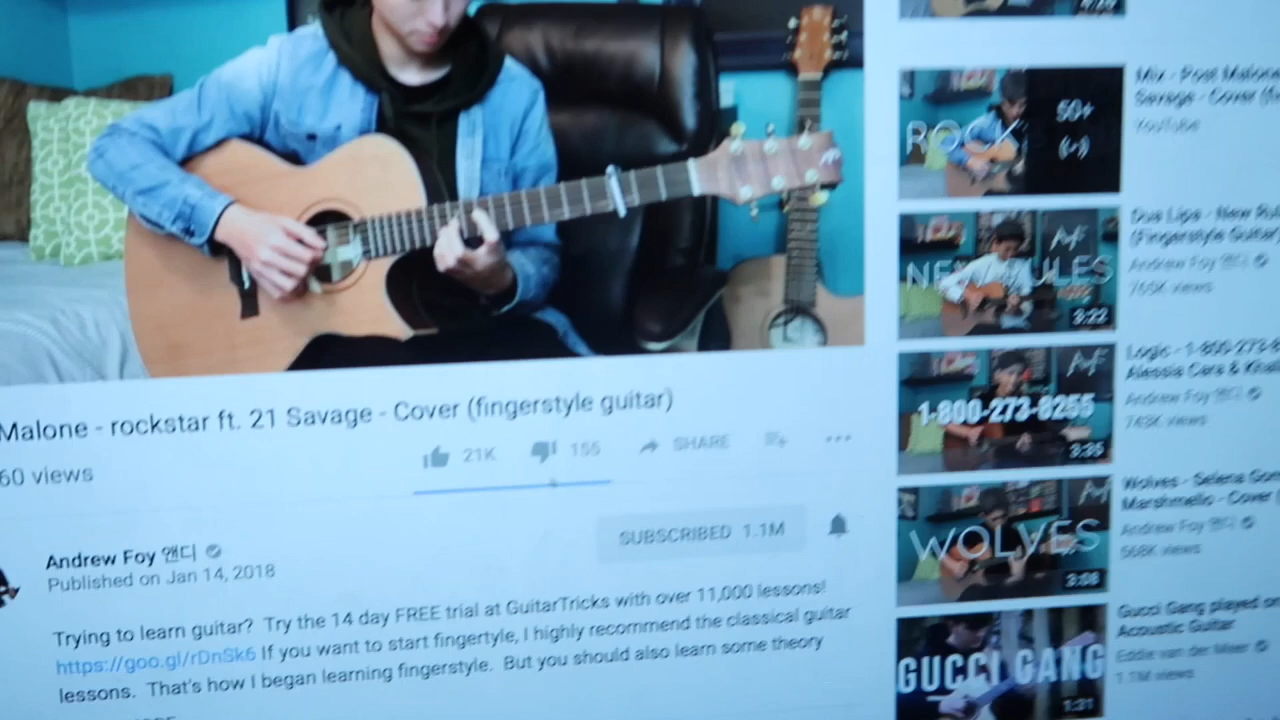 Malone - rockstar ft. 21 Savage - Cover (fingerstyle guitar)
60 views
21K
155
SHARE
SUBSCRIBED 1.1M
Andrew Foy 앤디
Published on Jan 14, 2018
Trying to learn guitar? Try the 14 day FREE trial at GuitarTricks with over 11,000 lessons!
https://goo.gl/rDnSk6 If you want to start fingertyle, I highly recommend the classical guitar
lessons. That's how I began learning fingerstyle. But you should also learn some theory
ROCK
50+
Mix - Post Malone
Savage - Cover
YouTube
NEW RULES
AF
3:22
Dua Lipa - New
(Fingerstyle Guitar)
Andrew Foy 앤디
views
1-800-273-8255
AF
3:35
Logic - 1-800-273-8
Alessia Cara &
Andrew Foy 앤디
views
WOLVES
3:08
Wolves - Selena
Marshmello - Cover
Andrew Foy 앤디
568K views
GUCCI GANG
1:31
Gucci Gang played on
Acoustic Guitar
Eddie van der Meer
1.1M views